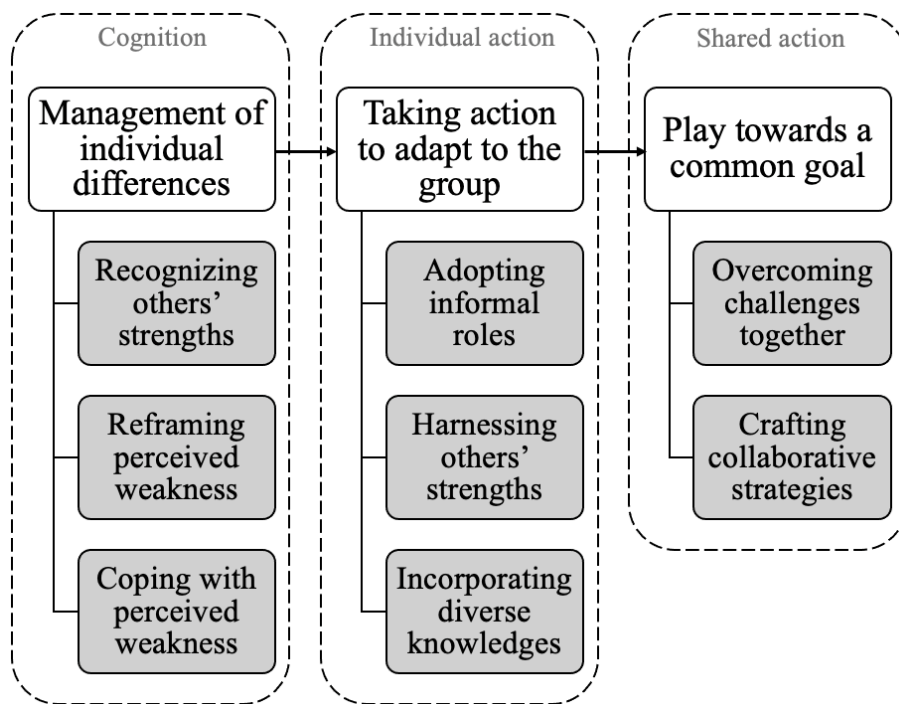 Cognition
Management of
individual
differences
Recognizing
others’
strengths
Reframing
perceived
weakness
Coping with
perceived
weakness
Individual action
Taking action
to adapt to the
group
Adopting
informal
roles
Harnessing
others’
strengths
Incorporating
diverse
knowledges
Shared action
Play towards a
common goal
Overcoming
challenges
together
Crafting
collaborative
strategies